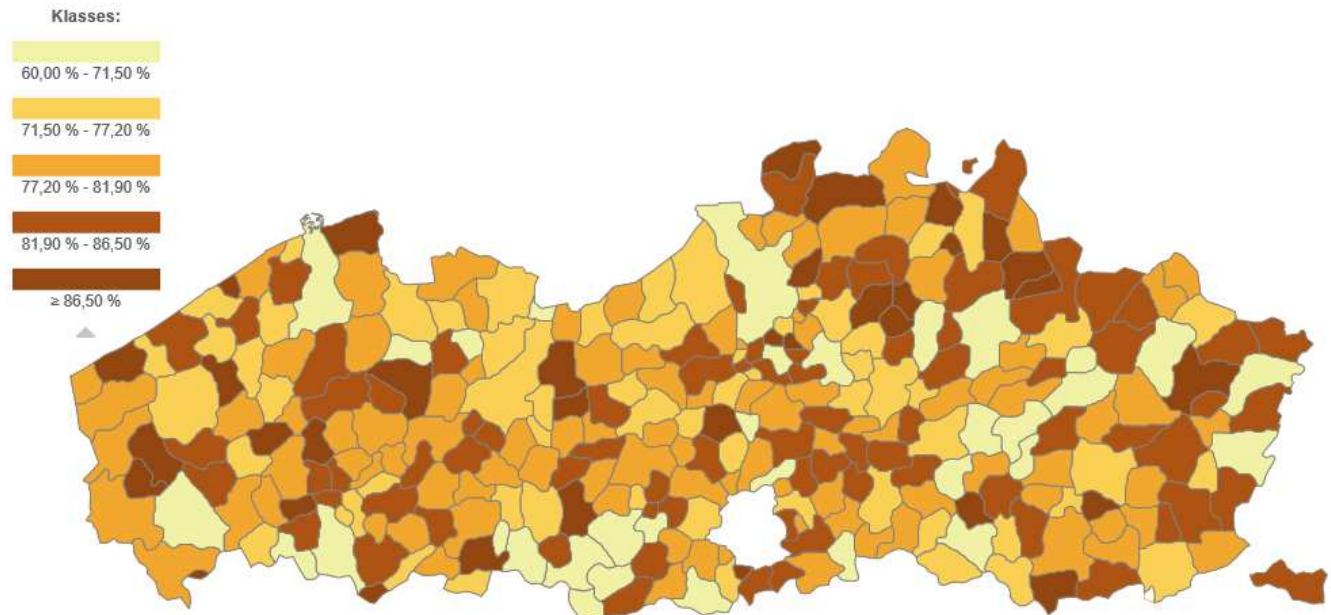 Klasses:
60,00 % - 71,50 %
71,50 % - 77,20 %
77,20 % - 81,90 %
81,90 % - 86,50 %
≥ 86,50 %